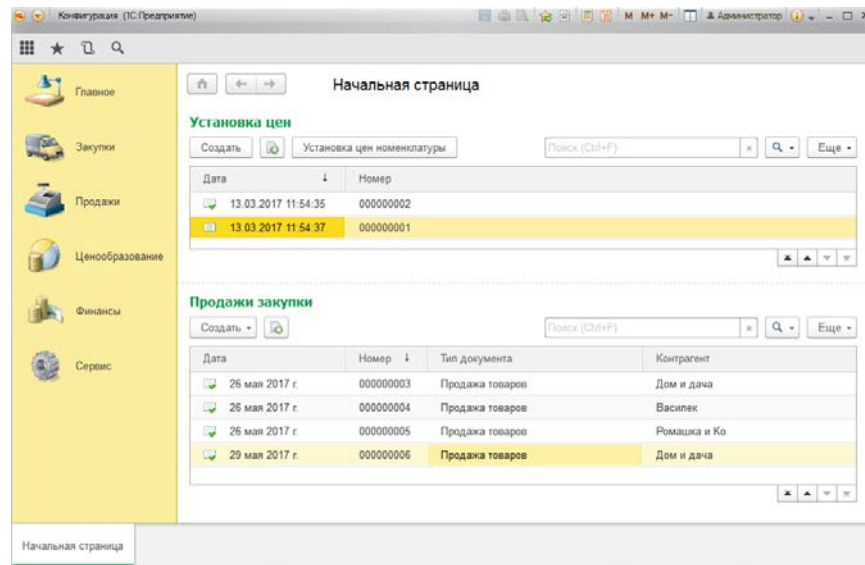 Конфигурация (1С:Предприятие)
M M+ M- Администратор
Главное
Закупки
Продажи
Ценообразование
Финансы
Сервис
Начальная страница
Установка цен
Создать Установка цен номенклатуры Поиск (Ctrl+F) × Еще
Дата ↓ Номер
13.03.2017 11:54:35 000000002
13.03.2017 11:54:37 000000001
Продажи закупки
Создать Поиск (Ctrl+F) × Еще
Дата Номер ↓ Тип документа Контрагент
26 мая 2017 г. 000000003 Продажа товаров Дом и дача
26 мая 2017 г. 000000004 Продажа товаров Василек
26 мая 2017 г. 000000005 Продажа товаров Ромашка и Ко
29 мая 2017 г. 000000006 Продажа товаров Дом и дача
Начальная страница